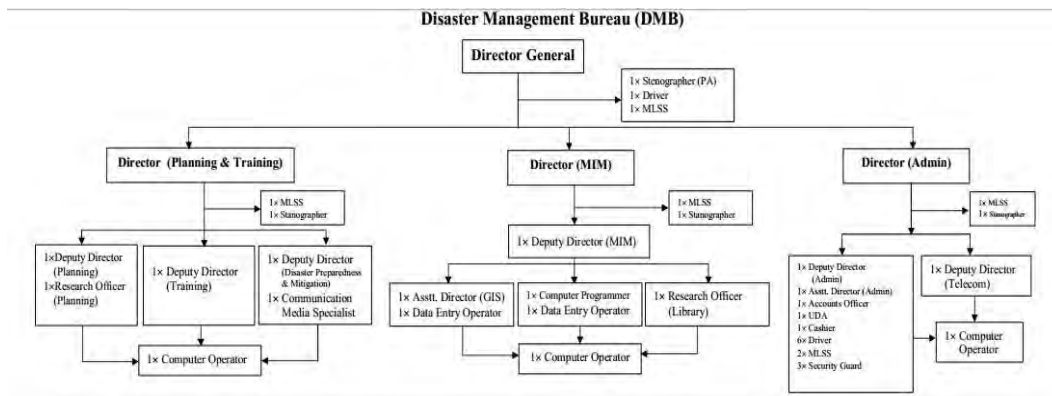 Disaster Management Bureau (DMB)
Director General
1× Stenographer (PA)
1× Driver
1× MLSS
Director (Planning & Training)
Director (MIM)
Director (Admin)
1× MLSS
1× Stanographer
1× MLSS
1× Stanographer
1× MLSS
1× Stanographer
1×Deputy Director
(Planning)
1×Research Officer
(Planning)
1× Deputy Director
(Training)
1× Deputy Director
(Disaster Preparedness
& Mitigation)
1× Communication
Media Specialist
1× Computer Operator
1× Deputy Director (MIM)
1× Asstt. Director (GIS)
1× Data Entry Operator
1× Computer Programmer
1× Data Entry Operator
1× Research Officer
(Library)
1× Computer Operator
1× Deputy Director
(Admin)
1× Asstt. Director (Admin)
1× Accounts Officer
1× UDA
1× Cashier
6× Driver
2× MLSS
3× Security Guard
1× Deputy Director
(Telecom)
1× Computer
Operator